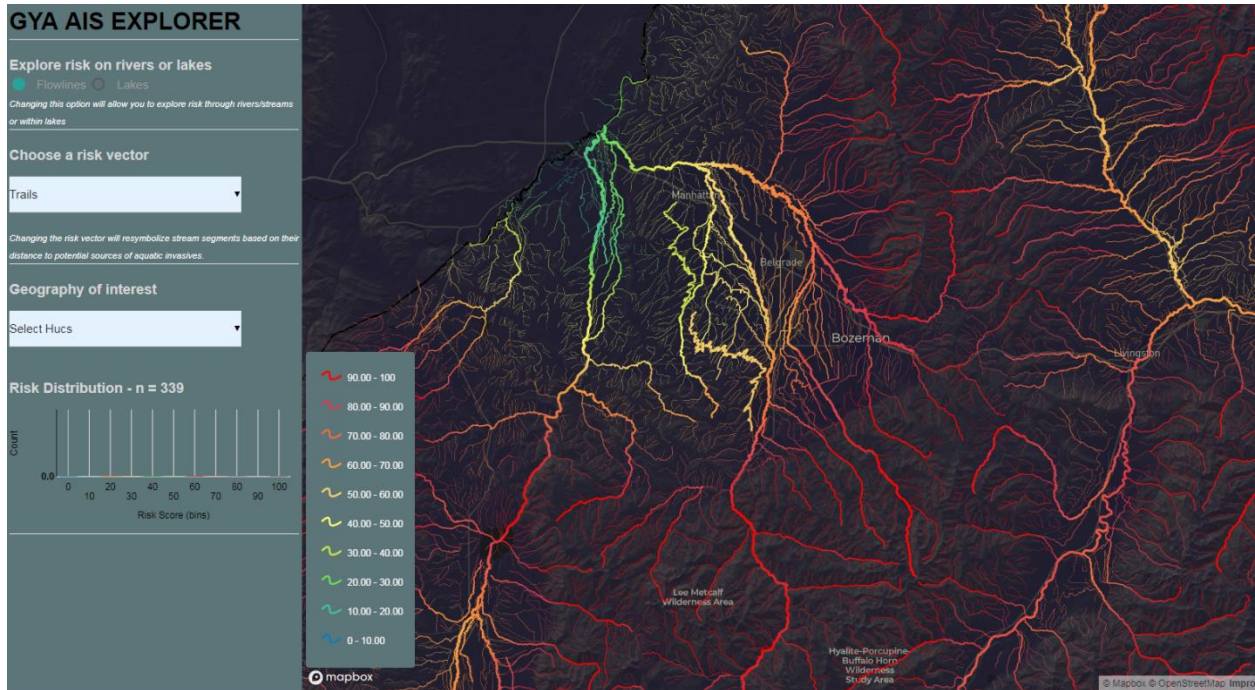 GYA AIS EXPLORER
Explore risk on rivers or lakes
Flowlines Lakes
Changing this option will allow you to explore risk through rivers/streams
or within lakes
Choose a risk vector
Trails
Changing the risk vector will resymbolize stream segments based on their
distance to potential sources of aquatic invasives.
Geography of interest
Select Hucs
Risk Distribution - n = 339
Count
0.0
0 20 40 60 80 100
10 30 50 70 90
Risk Score (bins)
90.00 - 100
80.00 - 90.00
70.00 - 80.00
60.00 - 70.00
50.00 - 60.00
40.00 - 50.00
30.00 - 40.00
20.00 - 30.00
10.00 - 20.00
0 - 10.00
mapbox
Manhattan
Belgrade
Bozeman
Livingston
Lee Metcalf
Wilderness Area
Hyalite-Porcupine-
Buffalo Horn
Wilderness
Study Area
© Mapbox © OpenStreetMap Impro